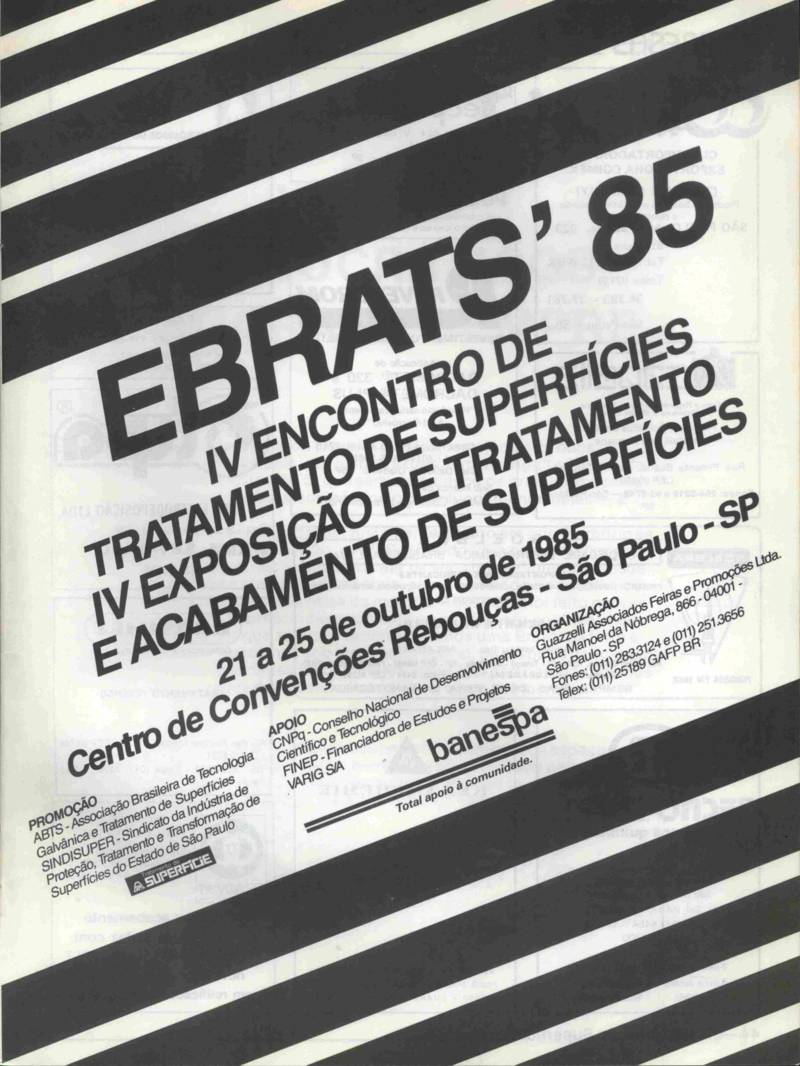 EBRATS' 85
IV ENCONTRO DE
TRATAMENTO DE SUPERFÍCIES
IV EXPOSIÇÃO DE TRATAMENTO
E ACABAMENTO DE SUPERFÍCIES
21 a 25 de outubro de 1985
Centro de Convenções Rebouças - São Paulo - SP
PROMOÇÃO
ABTS - Associação Brasileira de Tecnologia
Galvânica e Tratamento de Superfícies
SINDISUPER - Sindicato da Indústria de
Proteção, Tratamento e Transformação de
Superfícies do Estado de São Paulo
Tratamento de
SUPERFÍCIE
APOIO
CNPq - Conselho Nacional de Desenvolvimento
Científico e Tecnológico
FINEP - Financiadora de Estudos e Projetos
VARIG S/A
banespa
Total apoio à comunidade.
ORGANIZAÇÃO
Guazzelli Associados Feiras e Promoções Ltda.
Rua Manoel da Nóbrega, 866 - 04001 -
São Paulo - SP
Fones: (011) 283.3124 e (011) 251.3656
Telex: (011) 25189 GAFP BR